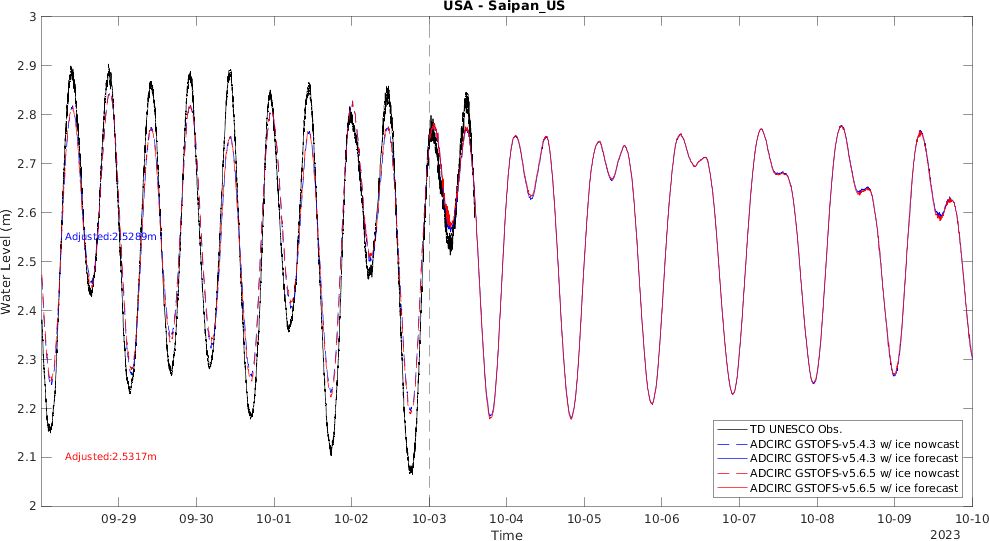 USA - Saipan_US
3
2.9
2.8
2.7
2.6
2.5
2.4
2.3
2.2
2.1
2
Water Level (m)
Adjusted:2.5289m
Adjusted:2.5317m
TD UNESCO Obs.
ADCIRC GSTOFS-v5.4.3 w/ ice nowcast
ADCIRC GSTOFS-v5.4.3 w/ ice forecast
ADCIRC GSTOFS-v5.6.5 w/ ice nowcast
ADCIRC GSTOFS-v5.6.5 w/ ice forecast
09-29 09-30 10-01 10-02 10-03 10-04 10-05 10-06 10-07 10-08 10-09 10-10
Time
2023